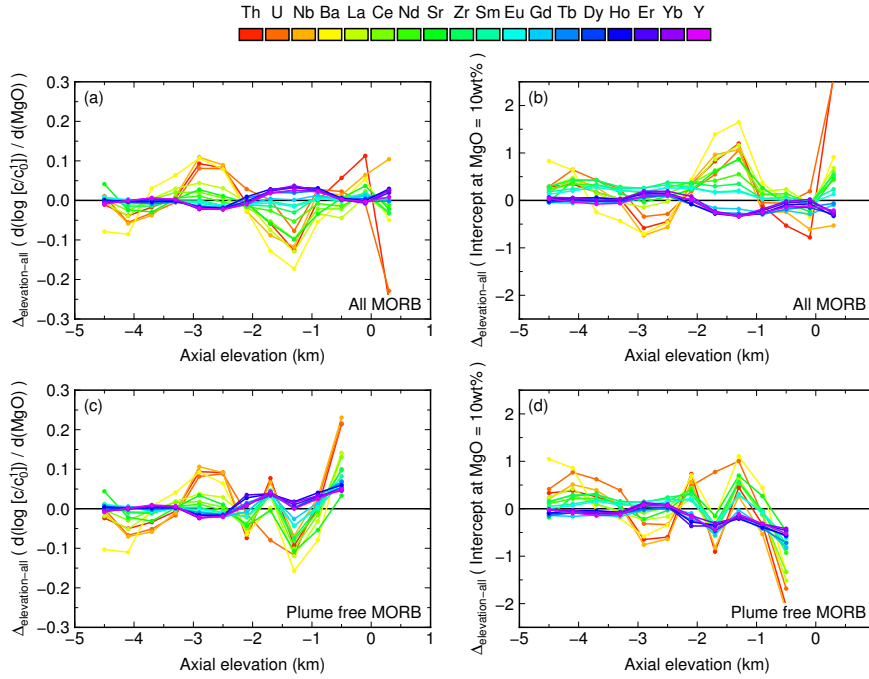 Th U Nb Ba La Ce Nd Sr Zr Sm Eu Gd Tb Dy Ho Er Yb Y
(a)
0.3
0.2
0.1
0.0
−0.1
−0.2
−0.3
Δelevation−all ( d(log [c/c₀]) / d(MgO) )
All MORB
−5 −4 −3 −2 −1 0 1
Axial elevation (km)
(b)
2
1
0
−1
−2
Δelevation−all ( Intercept at MgO = 10wt% )
All MORB
−5 −4 −3 −2 −1 0
Axial elevation (km)
(c)
0.3
0.2
0.1
0.0
−0.1
−0.2
−0.3
Δelevation−all ( d(log [c/c₀]) / d(MgO) )
Plume free MORB
−5 −4 −3 −2 −1 0 1
Axial elevation (km)
(d)
2
1
0
−1
−2
Δelevation−all ( Intercept at MgO = 10wt% )
Plume free MORB
−5 −4 −3 −2 −1 0
Axial elevation (km)